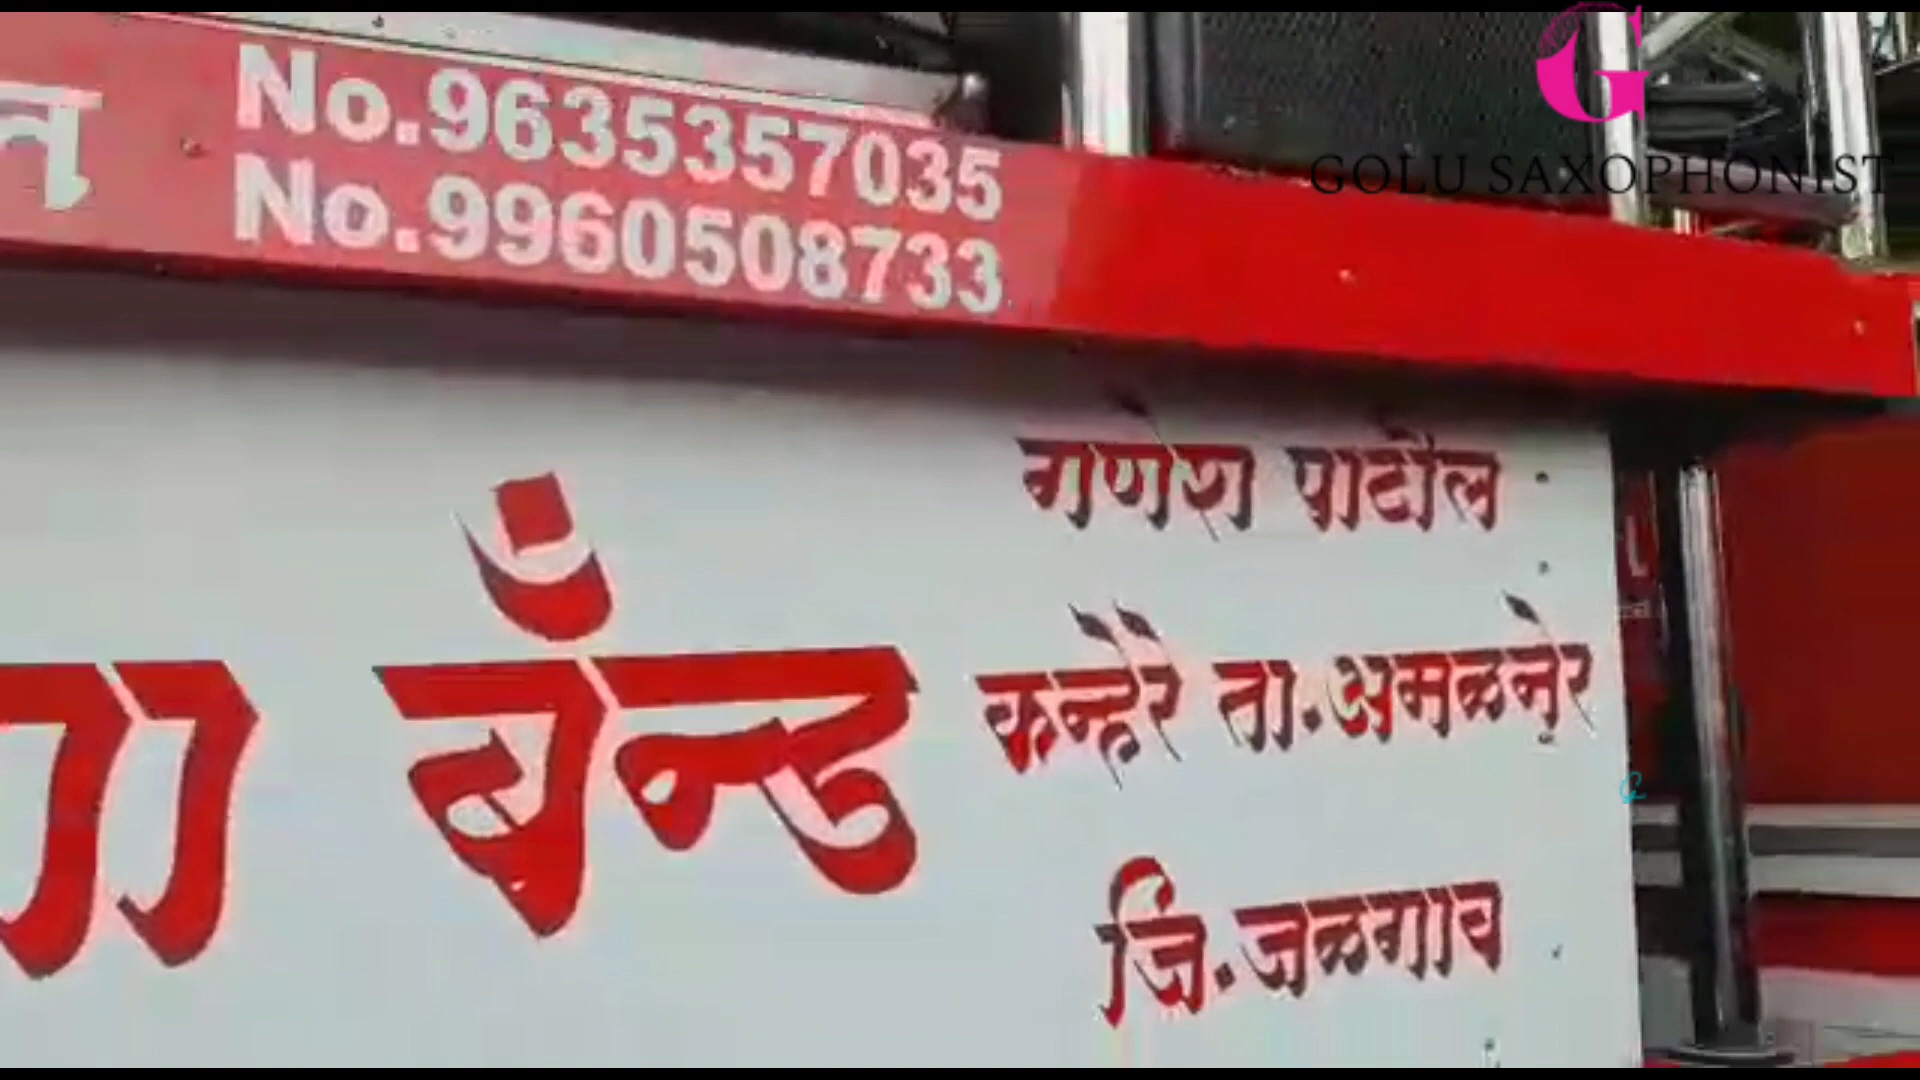 No.9635357035
No.9960508733
GOLU SAXOPHONIST
बॅन्ड
गणेश पाटील
कन्हेरे ता.अमळनेर
जि.जळगाव